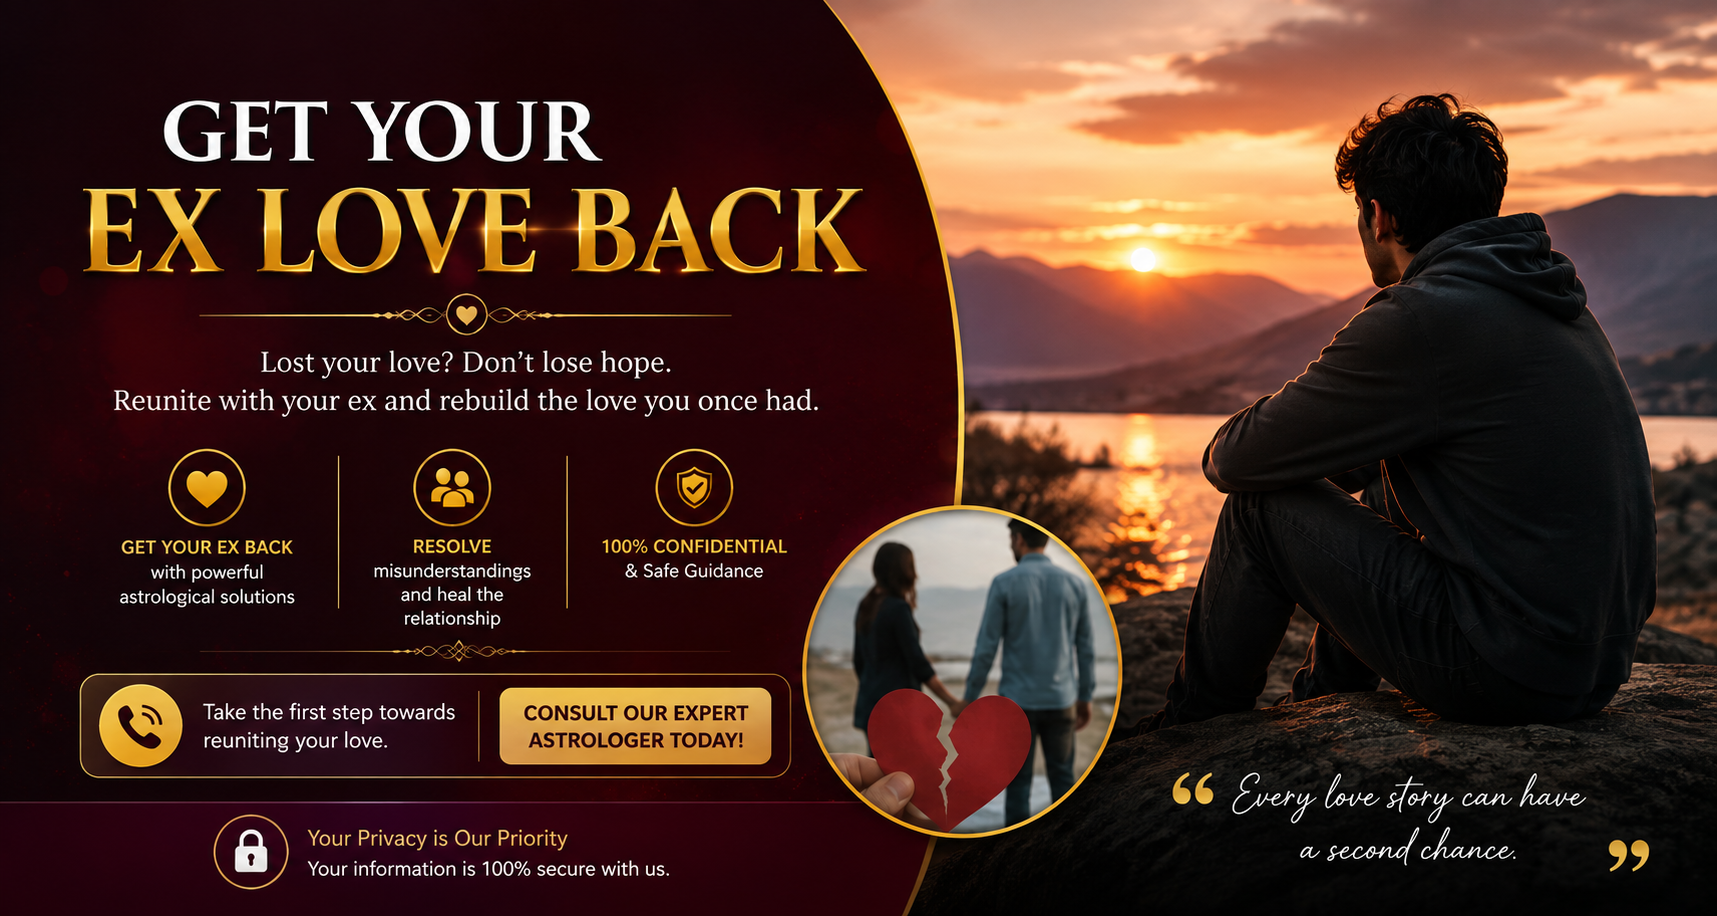 GET YOUR
EX LOVE BACK
Lost your love? Don’t lose hope.
Reunite with your ex and rebuild the love you once had.
GET YOUR EX BACK
with powerful
astrological solutions
RESOLVE
misunderstandings
and heal the
relationship
100% CONFIDENTIAL
& Safe Guidance
Take the first step towards
reuniting your love.
CONSULT OUR EXPERT
ASTROLOGER TODAY!
Your Privacy is Our Priority
Your information is 100% secure with us.
“Every love story can have
a second chance.”